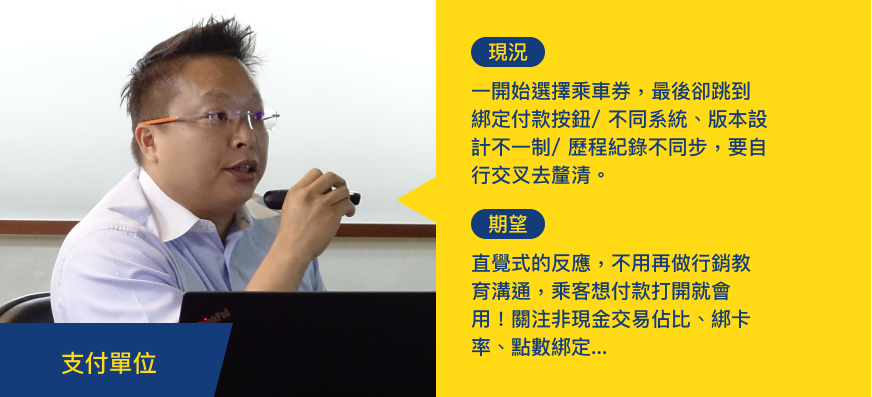 現況
一開始選擇乘車券，最後卻跳到
綁定付款按鈕/ 不同系統、版本設
計不一制/ 歷程紀錄不同步，要自
行交叉去釐清。
期望
直覺式的反應，不用再做行銷教
育溝通，乘客想付款打開就會
用！關注非現金交易佔比、綁卡
率、點數綁定...
ThinkPad
支付單位